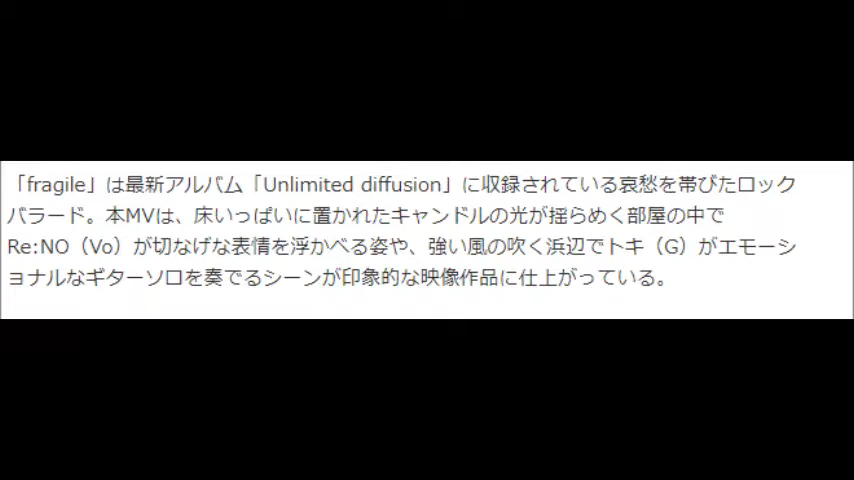 「fragile」は最新アルバム「Unlimited diffusion」に収録されている哀愁を帯びたロック
バラード。本MVは、床いっぱいに置かれたキャンドルの光が揺らめく部屋の中で
Re:NO（Vo）が切なげな表情を浮かべる姿や、強い風の吹く浜辺でトキ（G）がエモーシ
ョナルなギターソロを奏でるシーンが印象的な映像作品に仕上がっている。